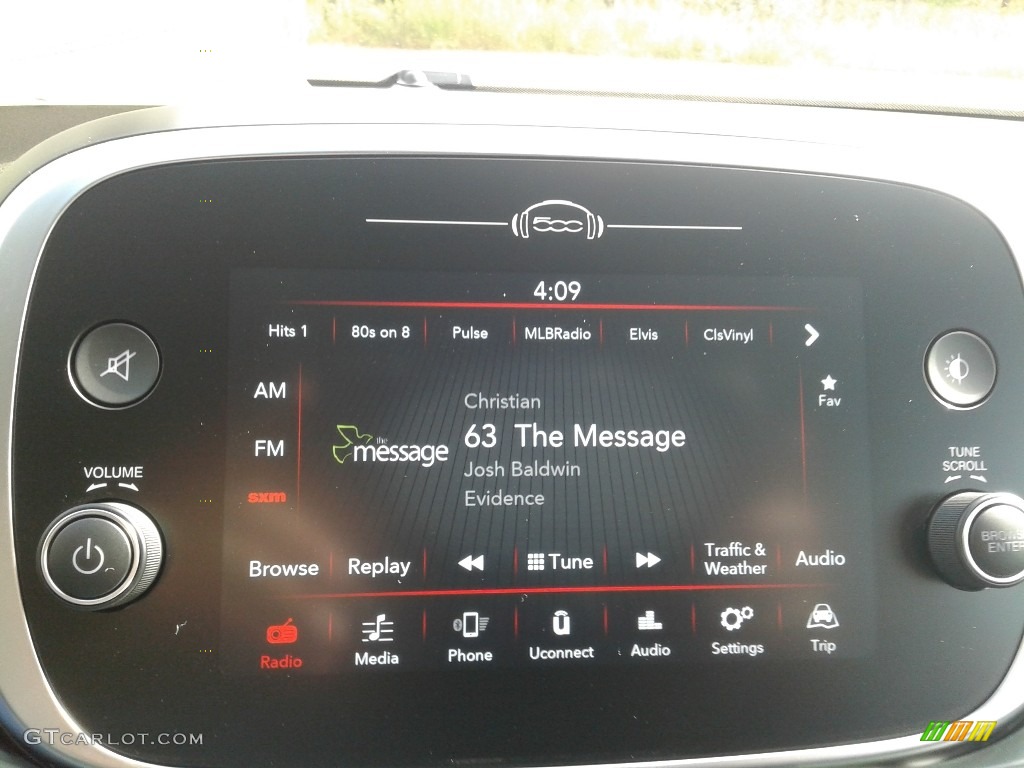 500
4:09
Hits 1 80s on 8 Pulse MLBRadio Elvis ClsVinyl
AM
Fav
Christian
63 The Message
the
message
FM
Josh Baldwin
VOLUME
TUNE
SCROLL
sxm
Evidence
BROWSE
ENTER
Browse Replay Tune Traffic &
Weather Audio
Radio Media Phone Uconnect Audio Settings Trip
GTCARLOT.COM